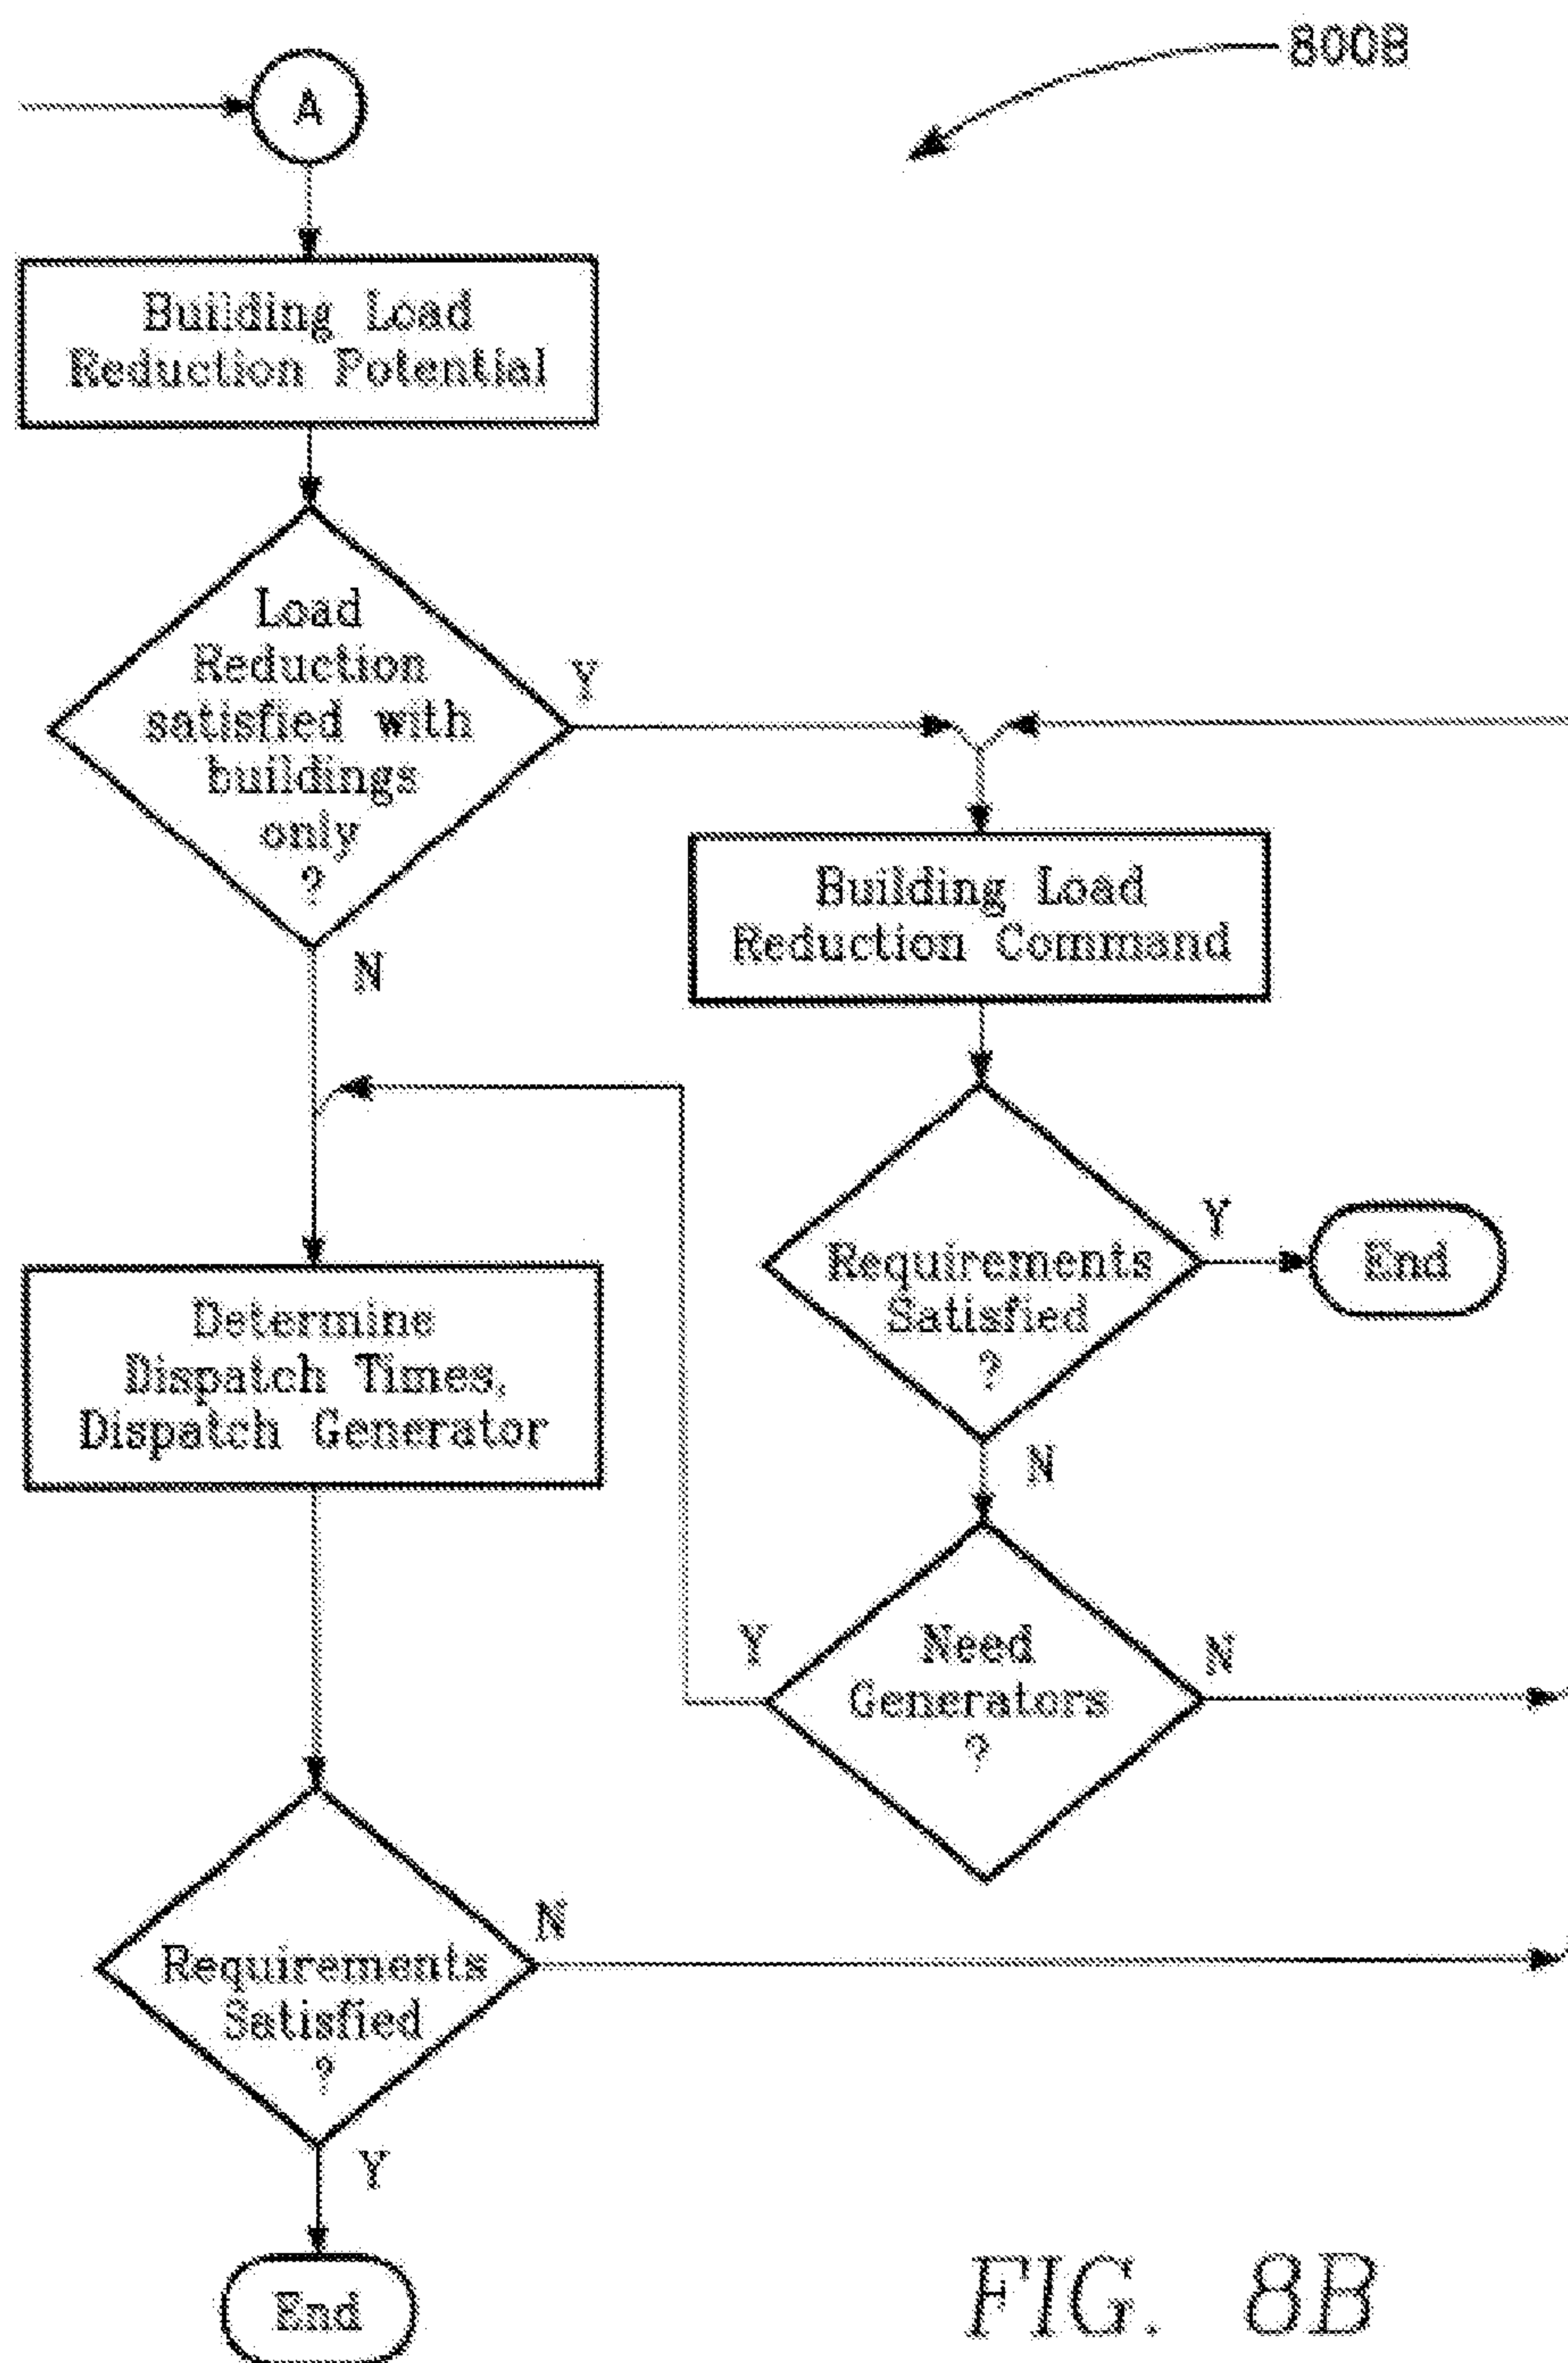 800B
A
Building Load
Reduction Potential
Load
Reduction
satisfied with
buildings
only
?
Y
N
Building Load
Reduction Command
Requirements
Satisfied
?
Y
End
N
Need
Generators
?
Y
N
Determine
Dispatch Times,
Dispatch Generator
Requirements
Satisfied
?
N
Y
End
FIG. 8B